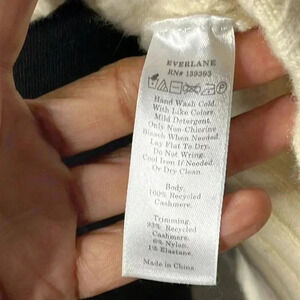 EVERLANE
RN# 139393
Hand Wash Cold.
With Like Colors.
Mild Detergent.
Only Non-Chlorine
Bleach When Needed.
Lay Flat To Dry.
Do Not Wring.
Cool Iron If Needed.
Or Dry Clean.
Body.
100% Recycled
Cashmere.
Trimming.
93% Recycled
Cashmere.
6% Nylon.
1% Elastane.
Made in China.